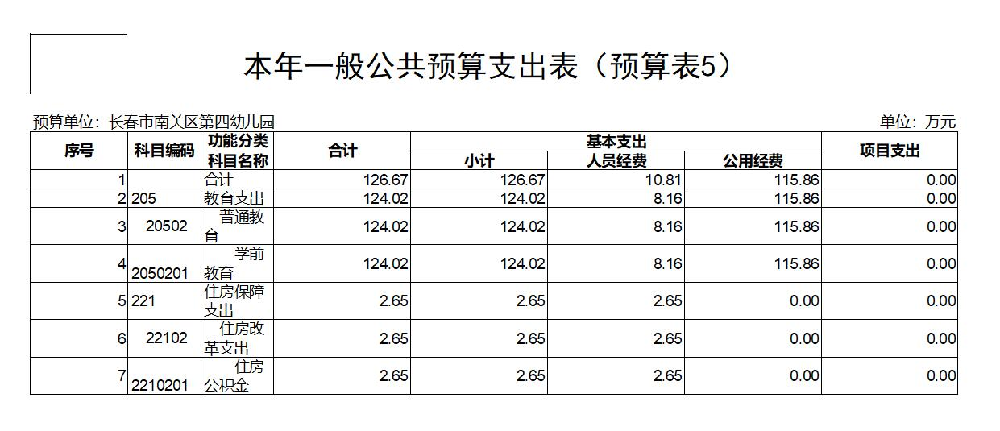 本年一般公共预算支出表（预算表5）
预算单位：长春市南关区第四幼儿园 单位：万元
序号 科目编码 功能分类科目名称 合计 基本支出 项目支出
小计 人员经费 公用经费
1 合计 126.67 126.67 10.81 115.86 0.00
2 205 教育支出 124.02 124.02 8.16 115.86 0.00
3 20502 普通教育 124.02 124.02 8.16 115.86 0.00
4 2050201 学前教育 124.02 124.02 8.16 115.86 0.00
5 221 住房保障支出 2.65 2.65 2.65 0.00 0.00
6 22102 住房改革支出 2.65 2.65 2.65 0.00 0.00
7 2210201 住房公积金 2.65 2.65 2.65 0.00 0.00